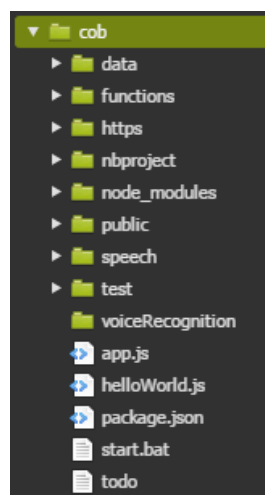 cob
data
functions
https
nbproject
node_modules
public
speech
test
voiceRecognition
app.js
helloWorld.js
package.json
start.bat
todo